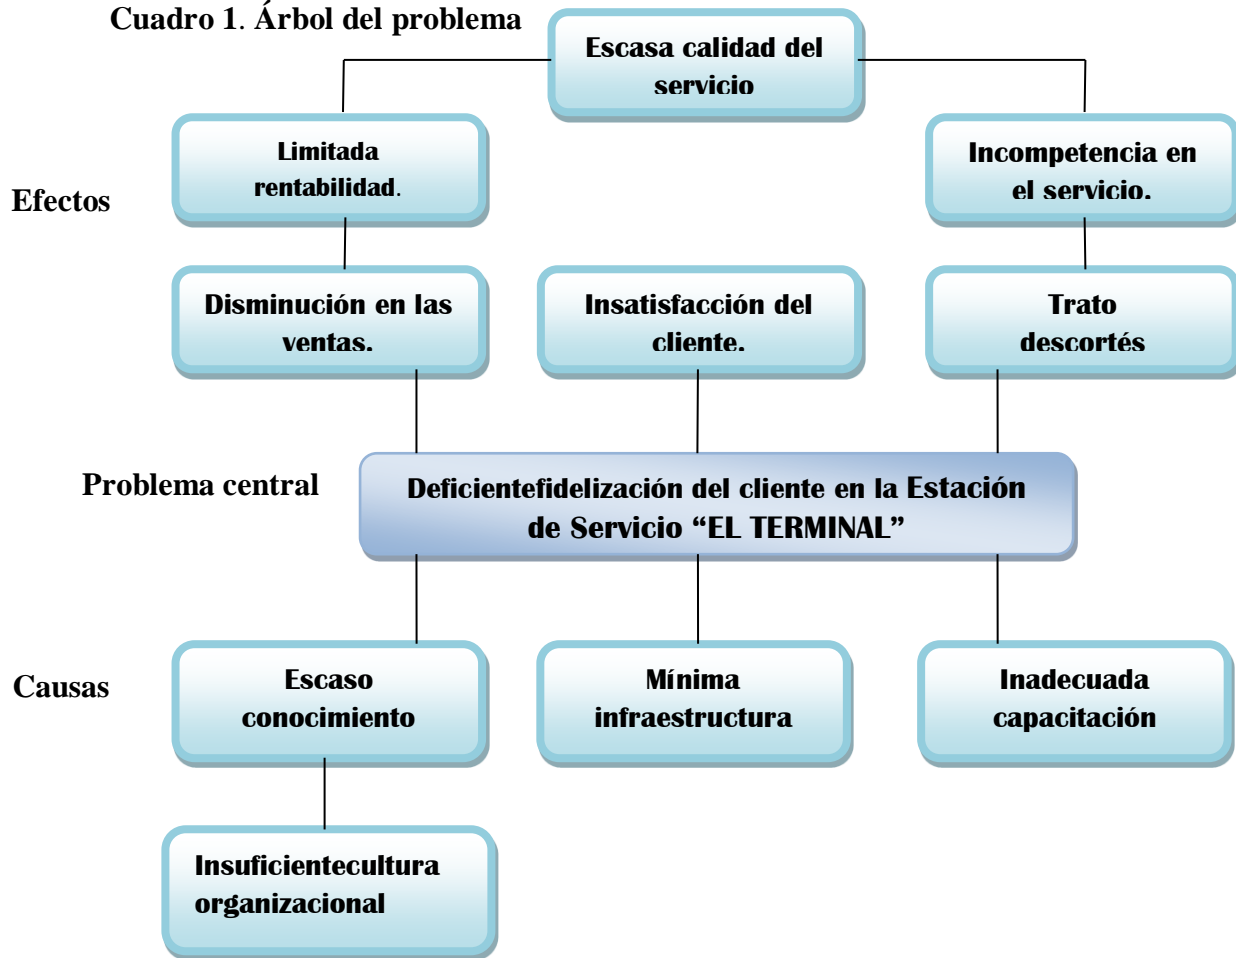 Cuadro 1. Árbol del problema
Escasa calidad del
servicio
Limitada
rentabilidad.
Incompetencia en
el servicio.
Efectos
Disminución en las
ventas.
Insatisfacción del
cliente.
Trato
descortés
Problema central
Deficientefidelización del cliente en la Estación
de Servicio “EL TERMINAL”
Causas
Escaso
conocimiento
Mínima
infraestructura
Inadecuada
capacitación
Insuficientecultura
organizacional